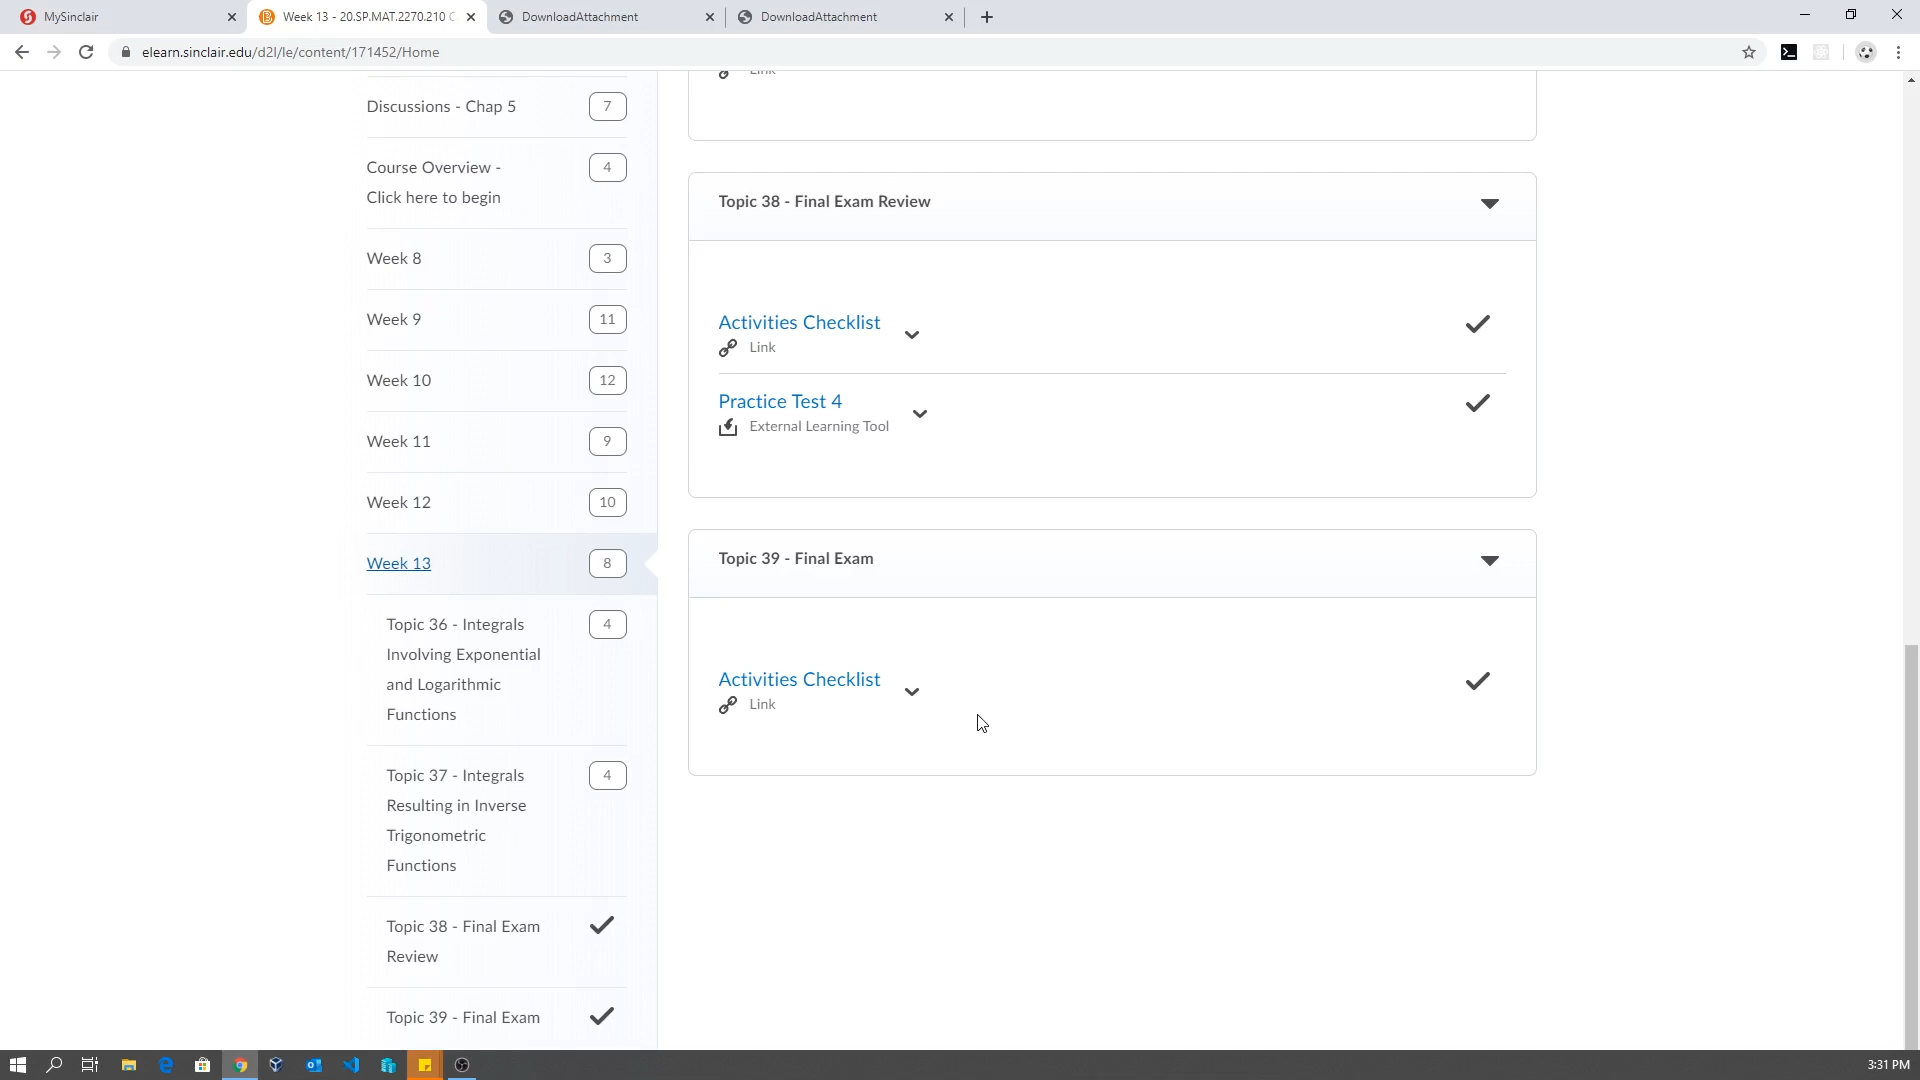 MySinclair
Week 13 - 20.SP.MAT.2270.210 C
DownloadAttachment
DownloadAttachment
elearn.sinclair.edu/d2l/le/content/171452/Home
Discussions - Chap 5
7
Course Overview -
Click here to begin
4
Week 8
3
Week 9
11
Week 10
12
Week 11
9
Week 12
10
Week 13
8
Topic 36 - Integrals
Involving Exponential
and Logarithmic
Functions
4
Topic 37 - Integrals
Resulting in Inverse
Trigonometric
Functions
4
Topic 38 - Final Exam
Review
Topic 39 - Final Exam
Link
Topic 38 - Final Exam Review
Activities Checklist
Link
Practice Test 4
External Learning Tool
Topic 39 - Final Exam
Activities Checklist
Link
3:31 PM